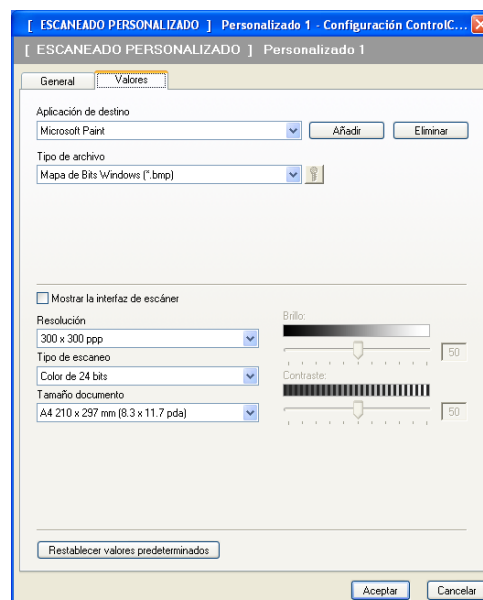 [ ESCANEADO PERSONALIZADO ] Personalizado 1 - Configuración ControlC...
[ ESCANEADO PERSONALIZADO ] Personalizado 1
General Valores
Aplicación de destino
Microsoft Paint Añadir Eliminar
Tipo de archivo
Mapa de Bits Windows (*.bmp)
Mostrar la interfaz de escáner
Resolución
300 x 300 ppp
Tipo de escaneo
Color de 24 bits
Tamaño documento
A4 210 x 297 mm (8.3 x 11.7 pda)
Brillo:
50
Contraste:
50
Restablecer valores predeterminados
Aceptar Cancelar